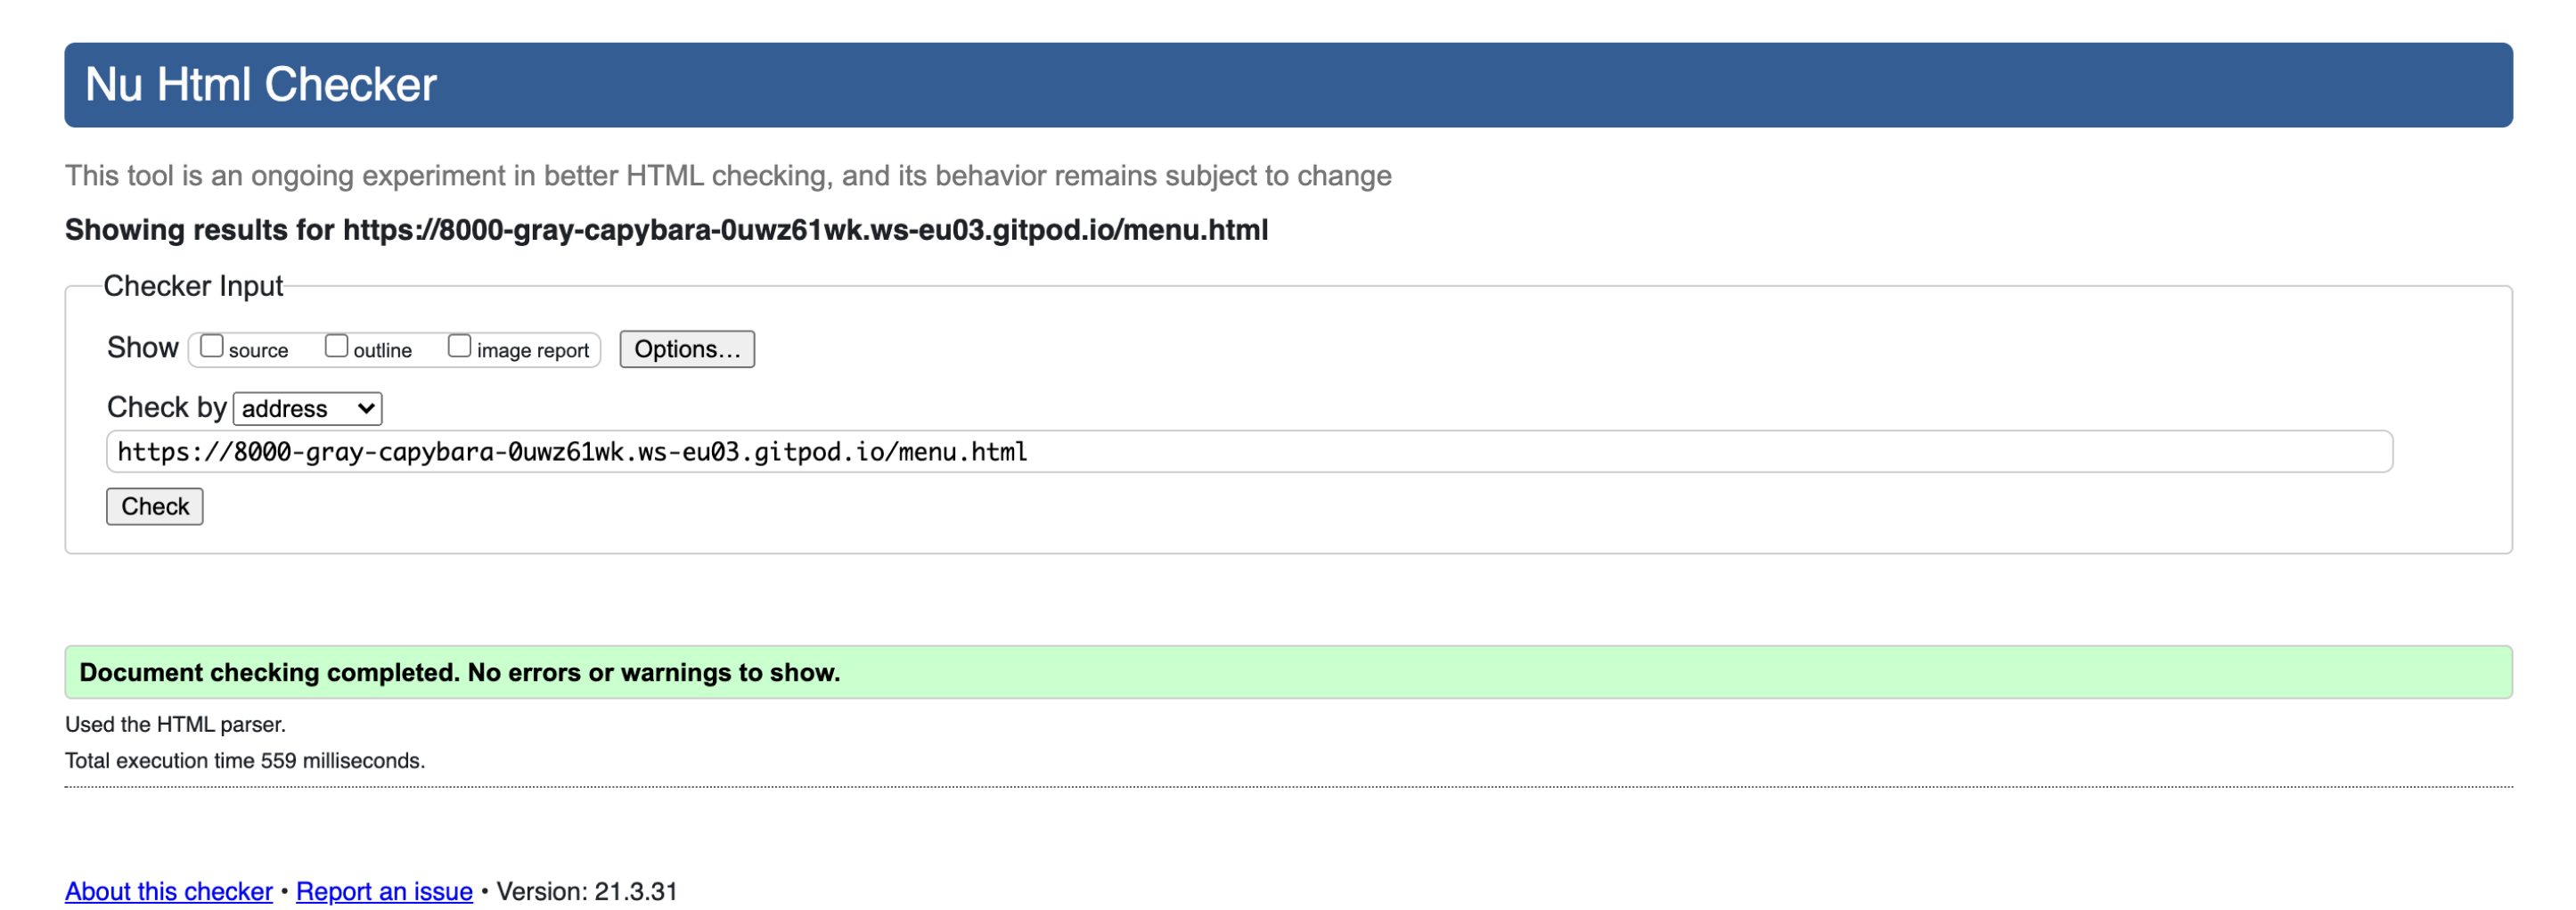 Nu Html Checker
This tool is an ongoing experiment in better HTML checking, and its behavior remains subject to change
Showing results for https://8000-gray-capybara-0uwz61wk.ws-eu03.gitpod.io/menu.html
Checker Input
Show source outline image report Options...
Check by address
https://8000-gray-capybara-0uwz61wk.ws-eu03.gitpod.io/menu.html
Check
Document checking completed. No errors or warnings to show.
Used the HTML parser.
Total execution time 559 milliseconds.
About this checker • Report an issue • Version: 21.3.31